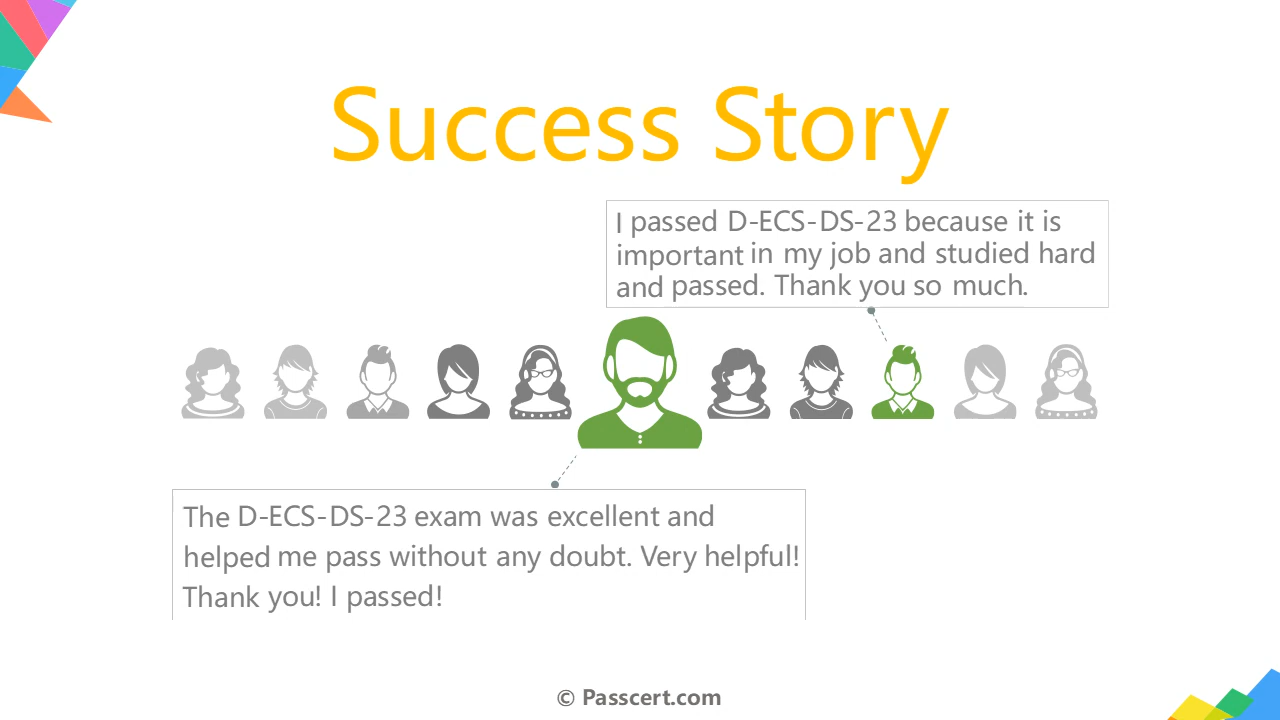 Success Story
I passed D-ECS-DS-23 because it is
important in my job and studied hard
and passed. Thank you so much.
The D-ECS-DS-23 exam was excellent and
helped me pass without any doubt. Very helpful!
Thank you! I passed!
© Passcert.com